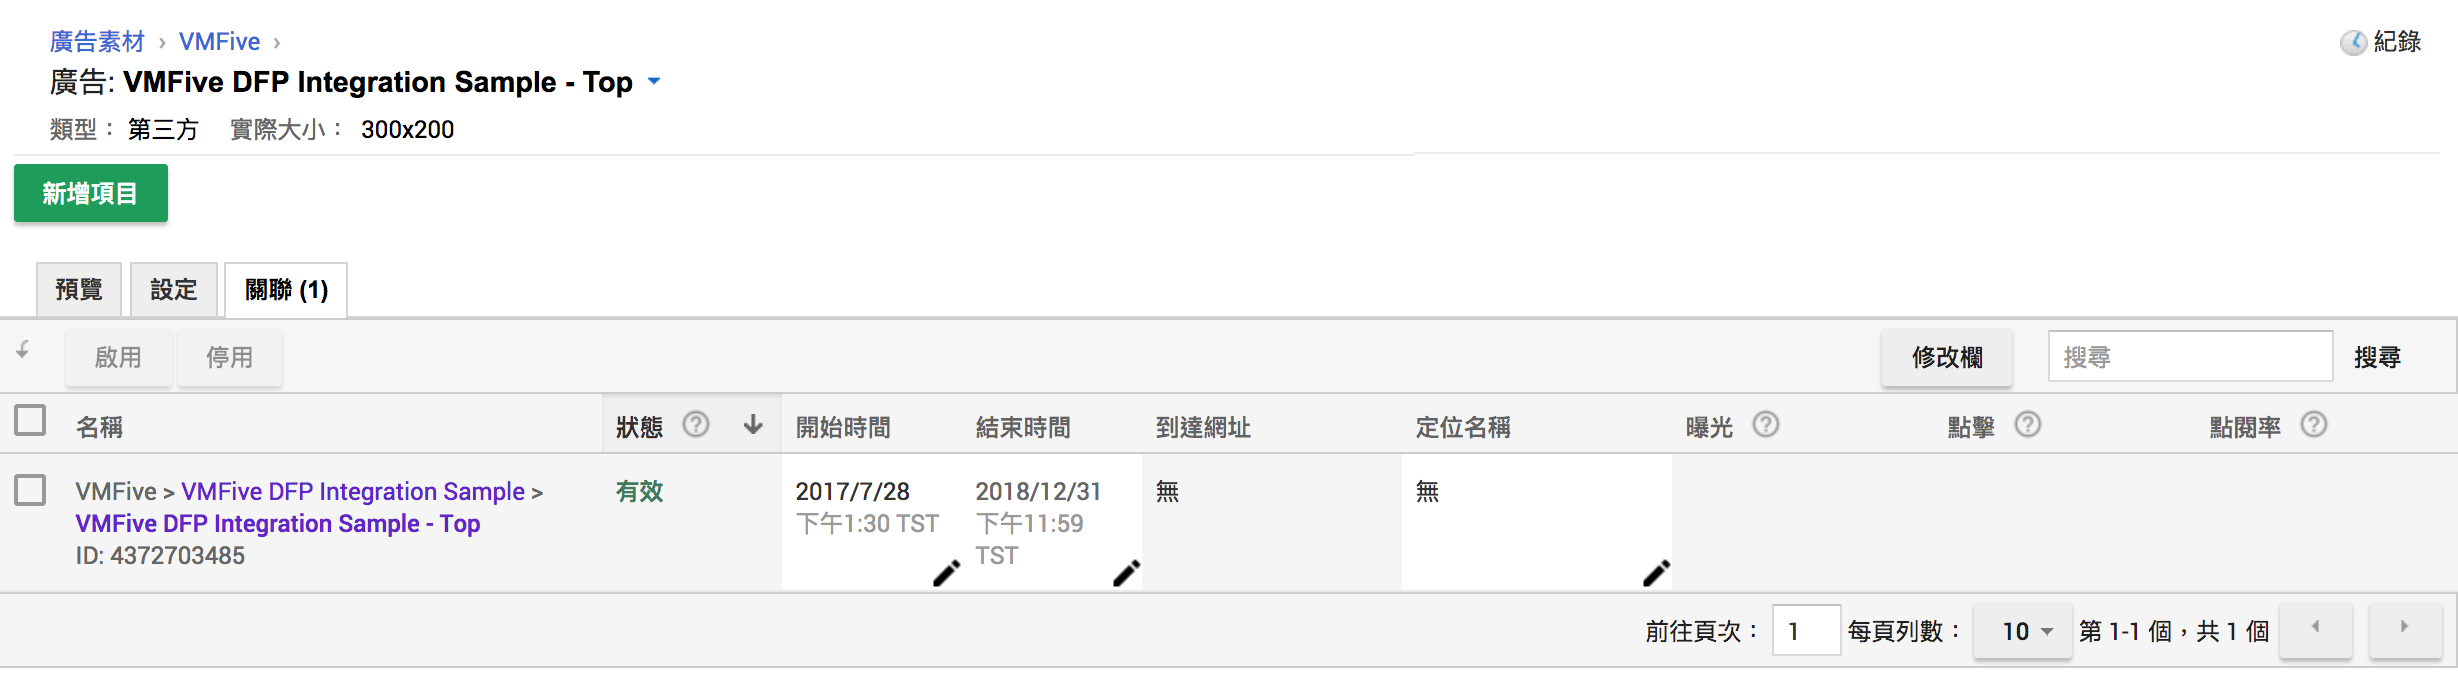 廣告素材 › VMFive ›
紀錄
廣告: VMFive DFP Integration Sample - Top
類型： 第三方 實際大小： 300x200
新增項目
預覽 設定 關聯 (1)
啟用 停用 修改欄 搜尋 搜尋
名稱 狀態 ? 開始時間 結束時間 到達網址 定位名稱 曝光 ? 點擊 ? 點閱率 ?
VMFive > VMFive DFP Integration Sample >
VMFive DFP Integration Sample - Top
ID: 4372703485
有效
2017/7/28
下午1:30 TST
2018/12/31
下午11:59
TST
無
無
前往頁次： 1 每頁列數： 10 第 1-1 個，共 1 個